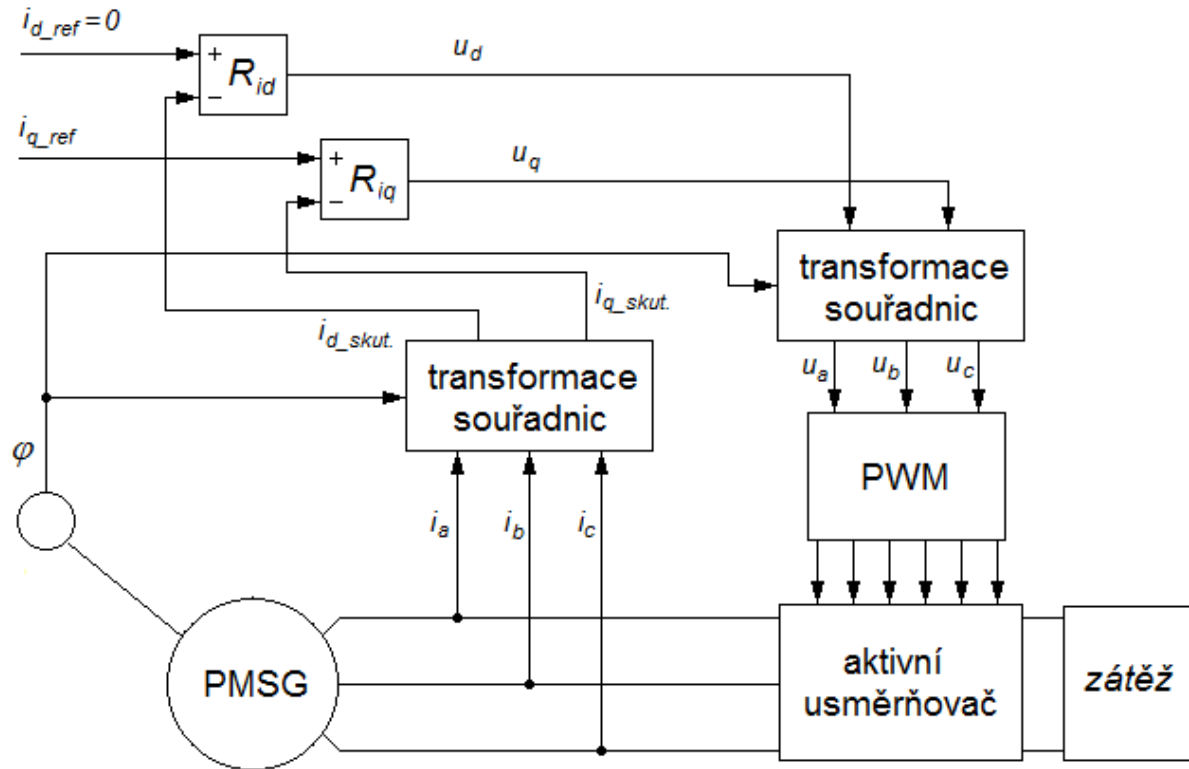 i_d_ref=0
+
R_id
−
u_d
i_q_ref
+
R_iq
−
u_q
transformace
souřadnic
i_q_skut.
i_d_skut.
transformace
souřadnic
u_a
u_b
u_c
φ
PWM
i_a
i_b
i_c
PMSG
aktivní
usměrňovač
zátěž